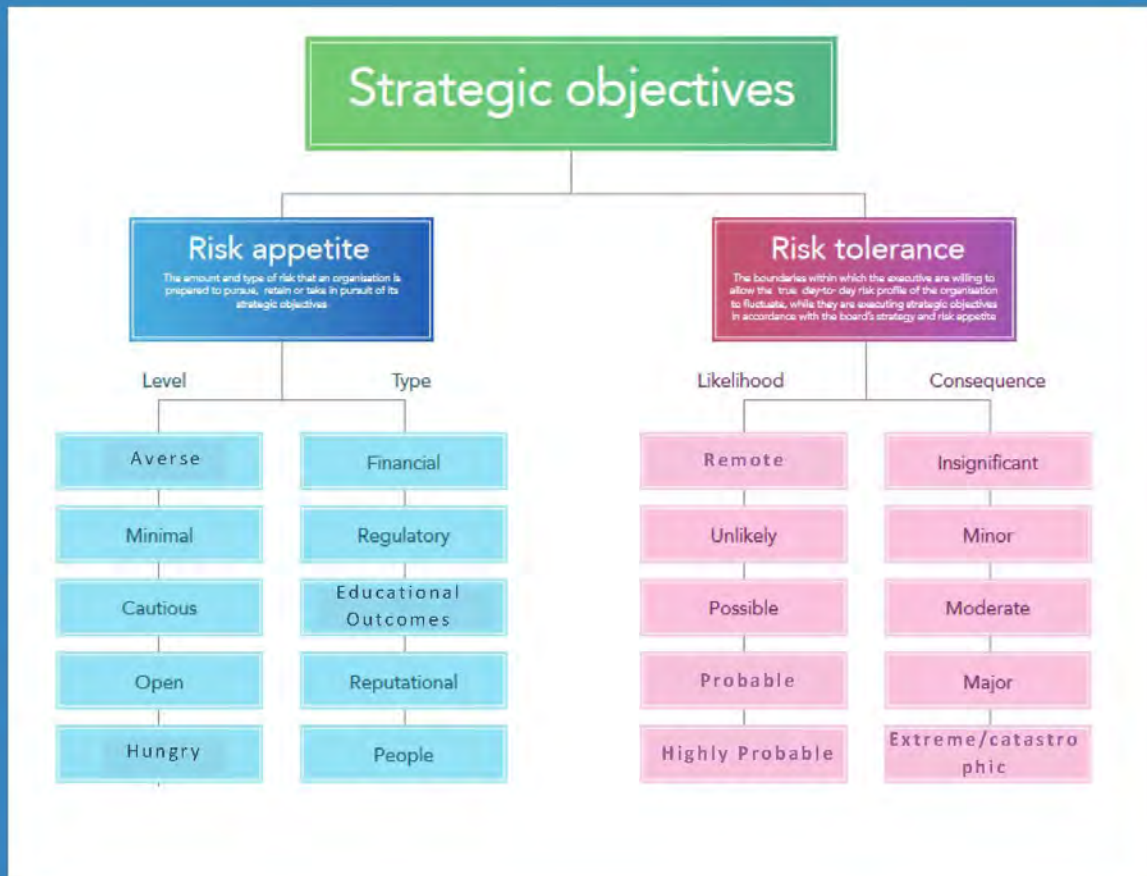 Strategic objectives
Risk appetite
The amount and type of risk that an organisation is
prepared to pursue, retain or take in pursuit of its
strategic objectives
Risk tolerance
The boundaries within which the executive are willing to
allow the true day-to- day risk profile of the organisation
to fluctuate, while they are executing strategic objectives
in accordance with the board's strategy and risk appetite
Level
Type
Averse
Financial
Minimal
Regulatory
Cautious
Educational
Outcomes
Open
Reputational
Hungry
People
Likelihood
Consequence
Remote
Insignificant
Unlikely
Minor
Possible
Moderate
Probable
Major
Highly Probable
Extreme/catastro
phic